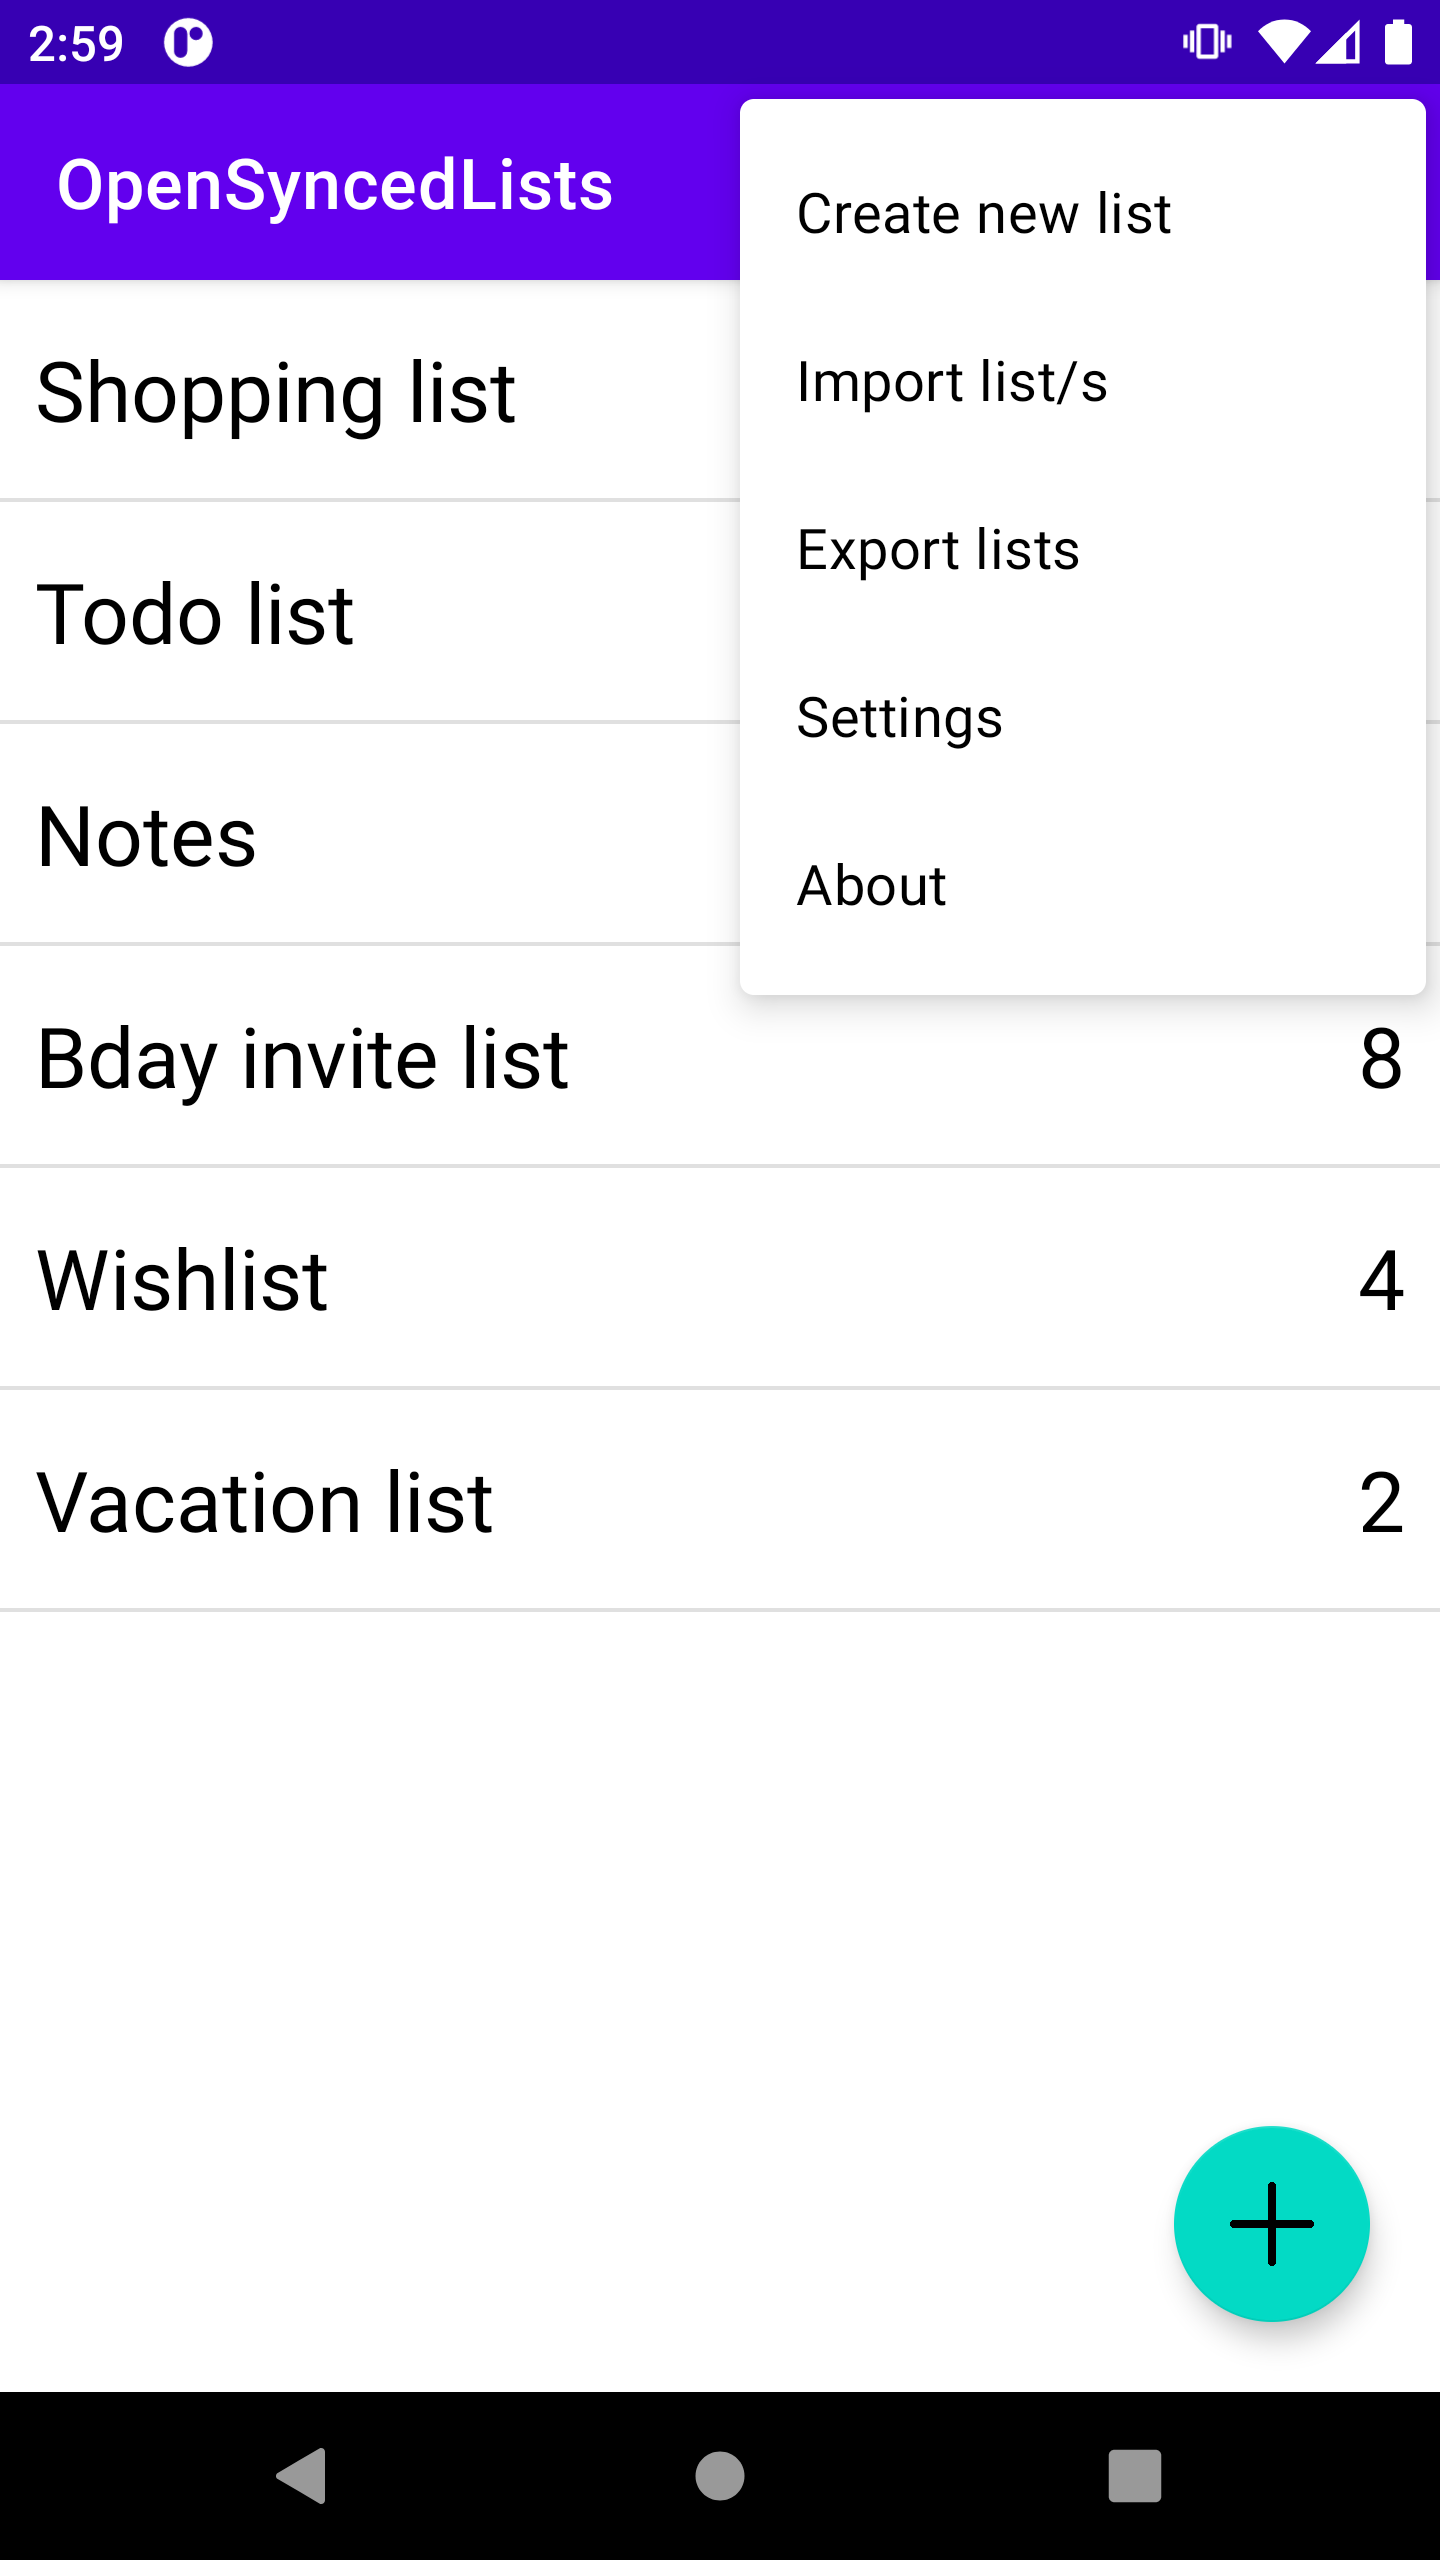 2:59
OpenSyncedLists
Create new list
Import list/s
Export lists
Settings
About
Shopping list
Todo list
Notes
Bday invite list 8
Wishlist 4
Vacation list 2